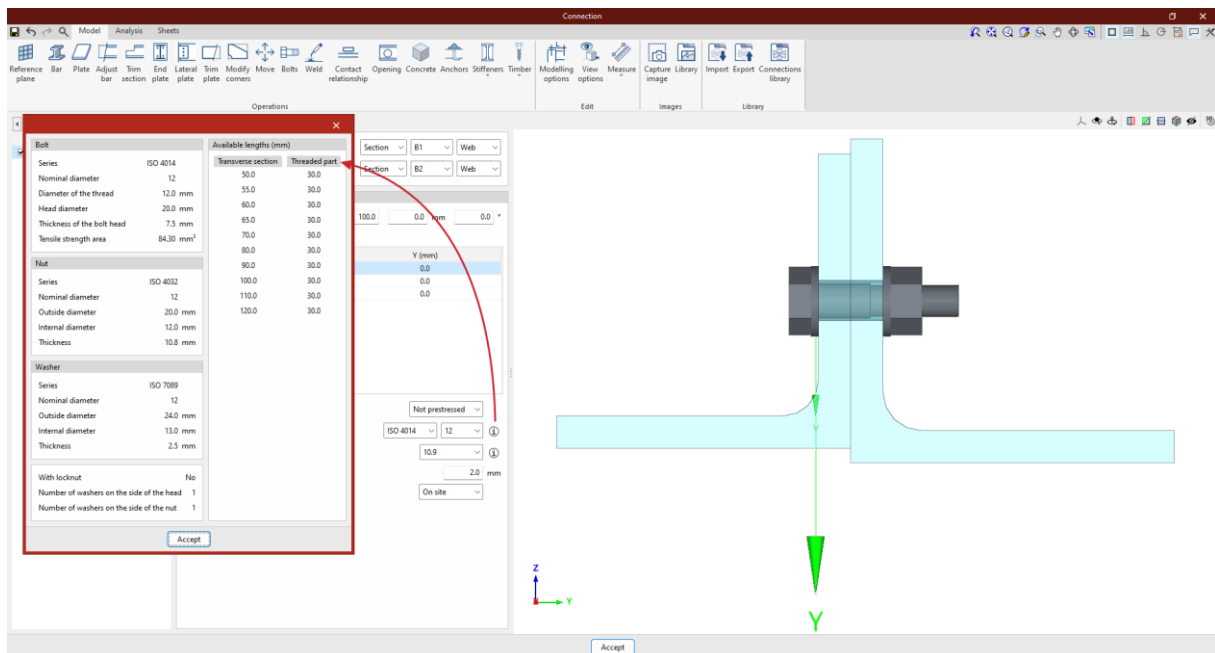 Connection
Model Analysis Sheets
Reference plane
Bar
Plate
Adjust bar
Trim section
End plate
Lateral plate
Trim plate
Modify corners
Move
Bolts
Weld
Contact relationship
Opening
Concrete
Anchors
Stiffeners
Timber
Modelling options
View options
Measure
Capture image
Library
Import
Export
Connections library
Operations
Edit
Images
Library
Bolt
Series ISO 4014
Nominal diameter 12
Diameter of the thread 12.0 mm
Head diameter 20.0 mm
Thickness of the bolt head 7.5 mm
Tensile strength area 84.30 mm²
Nut
Series ISO 4032
Nominal diameter 12
Outside diameter 20.0 mm
Internal diameter 12.0 mm
Thickness 10.8 mm
Washer
Series ISO 7089
Nominal diameter 12
Outside diameter 24.0 mm
Internal diameter 13.0 mm
Thickness 2.5 mm
With locknut No
Number of washers on the side of the head 1
Number of washers on the side of the nut 1
Available lengths (mm)
Transverse section Threaded part
50.0 30.0
55.0 30.0
60.0 30.0
65.0 30.0
70.0 30.0
80.0 30.0
90.0 30.0
100.0 30.0
110.0 30.0
120.0 30.0
Accept
Section B1 Web
Section B2 Web
100.0 0.0 mm 0.0 °
Y (mm)
0.0
0.0
0.0
Not prestressed
ISO 4014 12
10.9
2.0 mm
On site
Y
Z
Y
Y
Accept